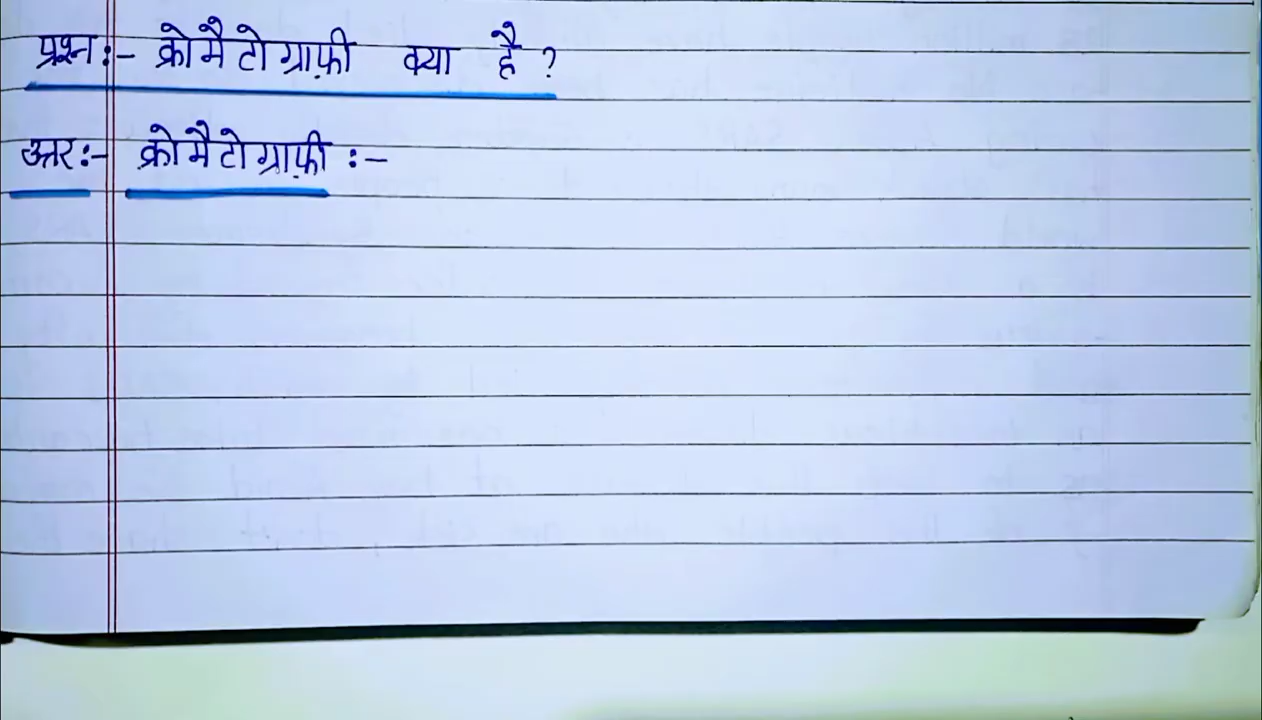 प्रश्न:- क्रोमैटोग्राफ़ी क्या है ?
उत्तर:- क्रोमैटोग्राफ़ी :-